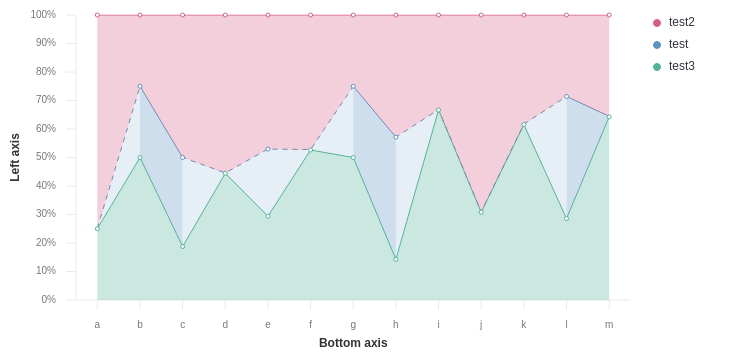 100%
90%
80%
70%
60%
50%
40%
30%
20%
10%
0%
Left axis
a b c d e f g h i j k l m
Bottom axis
test2
test
test3